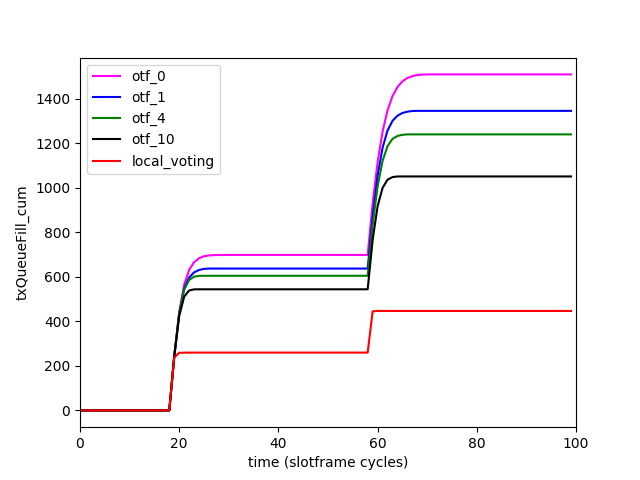 otf_0
otf_1
otf_4
otf_10
local_voting
txQueueFill_cum
1400
1200
1000
800
600
400
200
0
0 20 40 60 80 100
time (slotframe cycles)